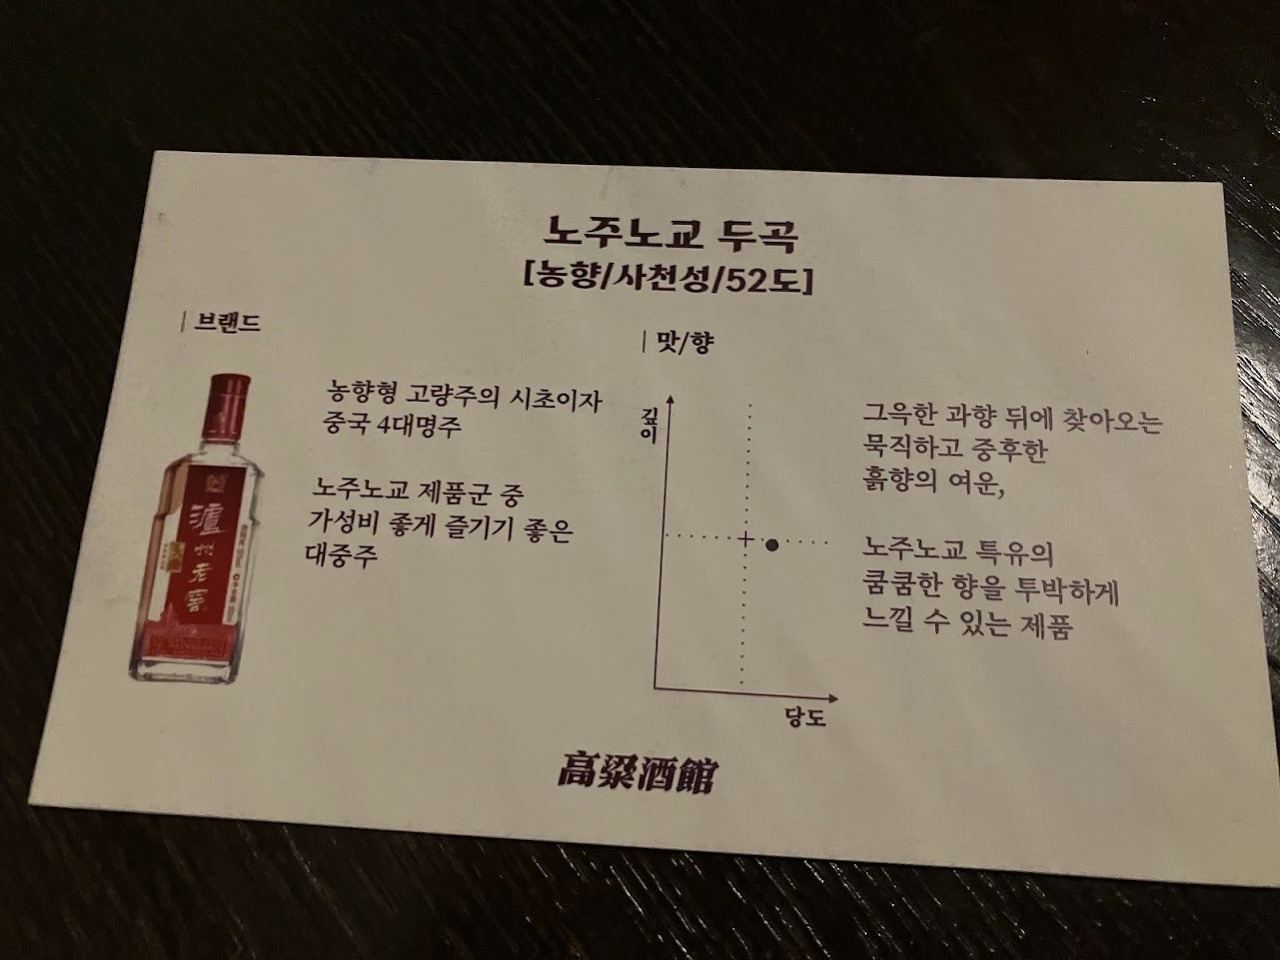 노주노교 두곡
[농향/사천성/52도]
| 브랜드
농향형 고량주의 시초이자
중국 4대명주
노주노교 제품군 중
가성비 좋게 즐기기 좋은
대중주
泸
州
老
窖
| 맛/향
깊이
당도
그윽한 과향 뒤에 찾아오는
묵직하고 중후한
흙향의 여운,
노주노교 특유의
쿰쿰한 향을 투박하게
느낄 수 있는 제품
高粱酒館